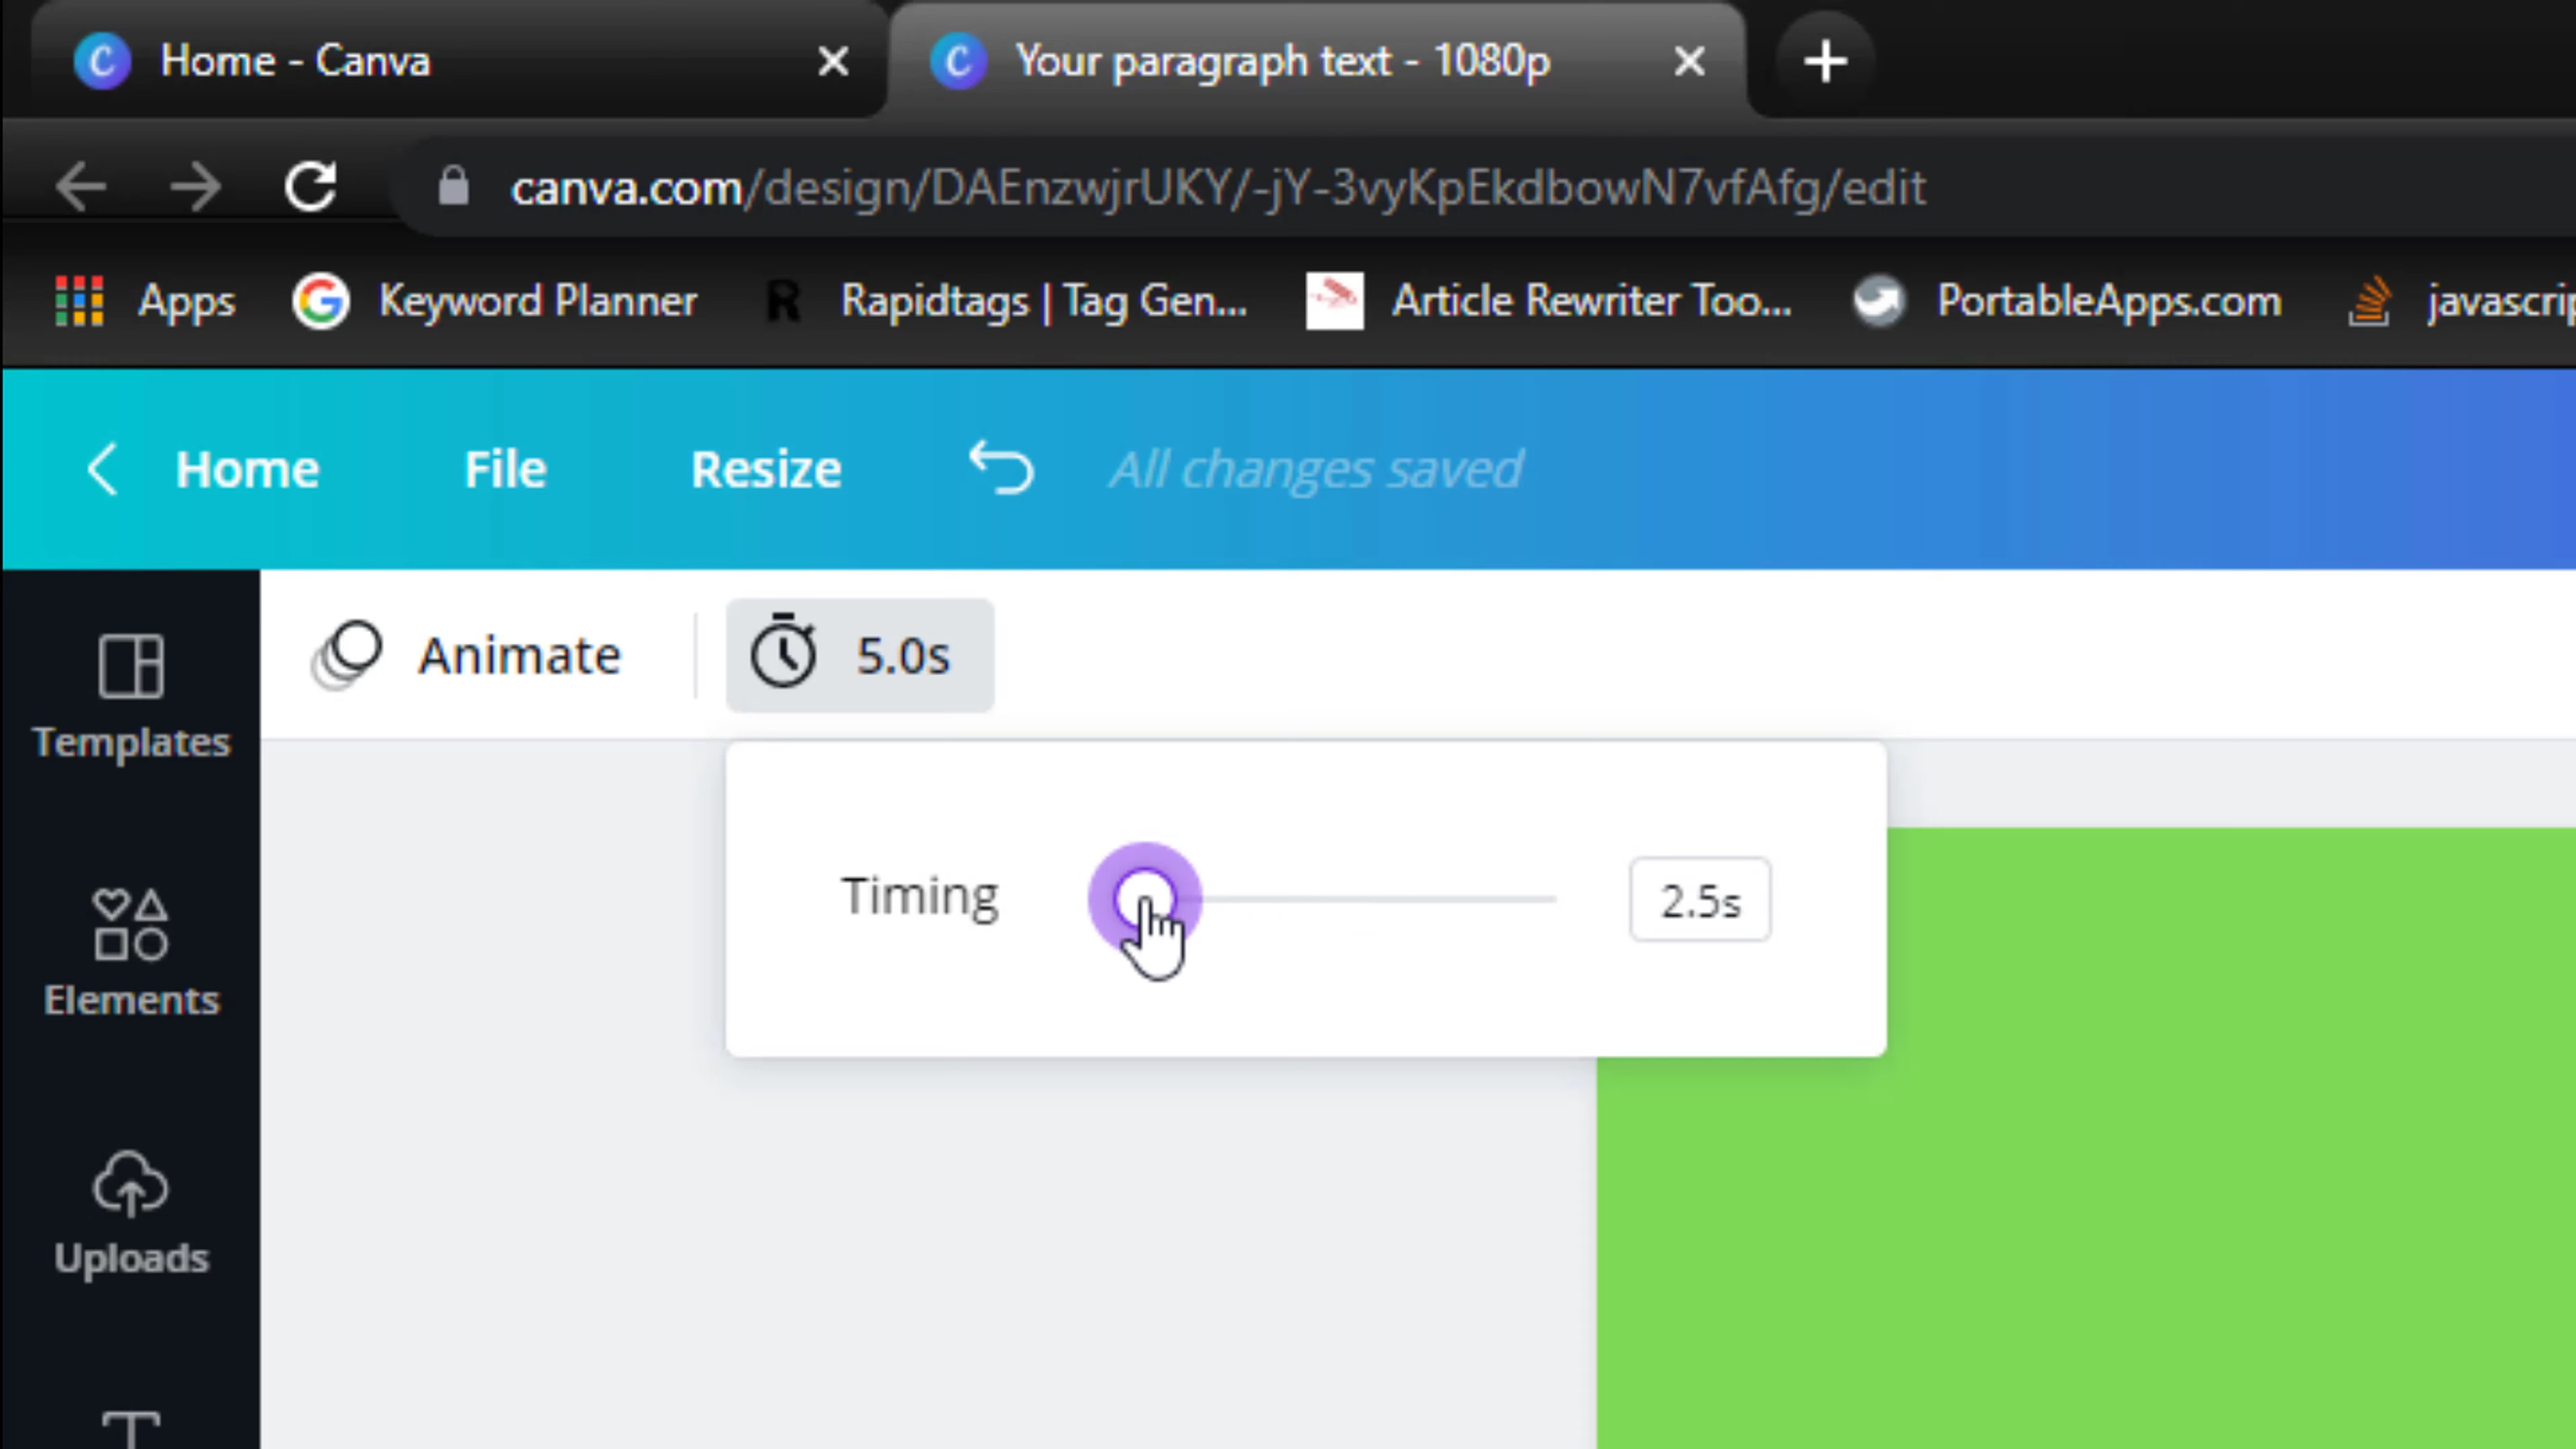 Home - Canva
Your paragraph text - 1080p
canva.com/design/DAEnzwjrUKY/-jY-3vyKpEkdbowN7vfAfg/edit
Apps Keyword Planner Rapidtags | Tag Gen... Article Rewriter Too... PortableApps.com javascrip
Home File Resize All changes saved
Animate 5.0s
Templates
Timing 2.5s
Elements
Uploads